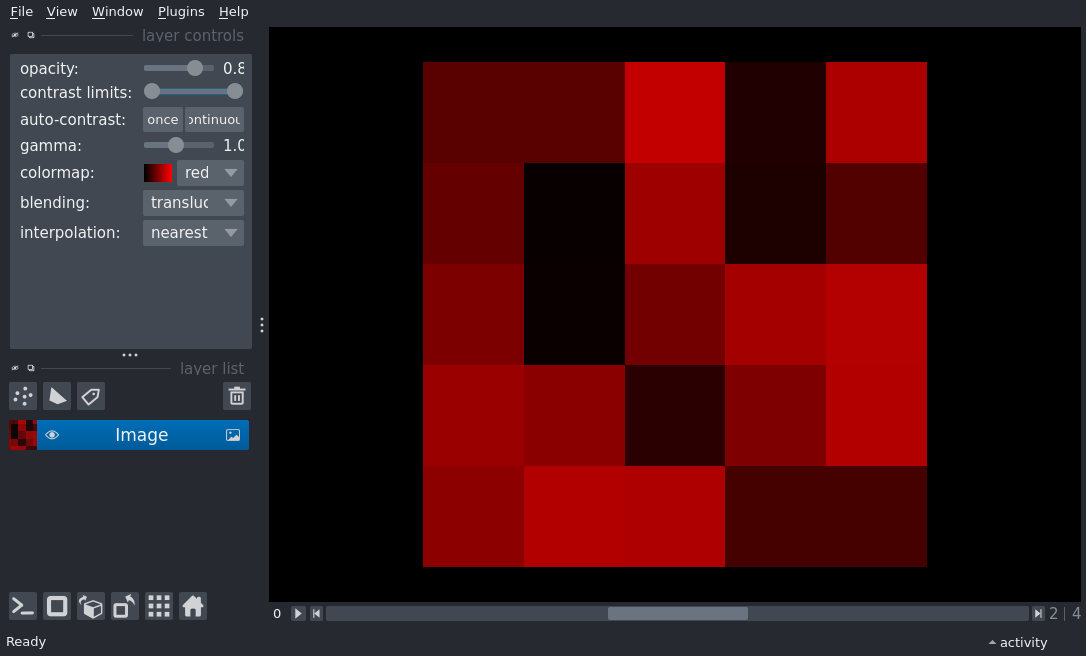 File View Window Plugins Help
layer controls
opacity: 0.8
contrast limits:
auto-contrast: once ontinuou
gamma: 1.0
colormap: red
blending: transluc
interpolation: nearest
layer list
Image
0 2 | 4
Ready
activity